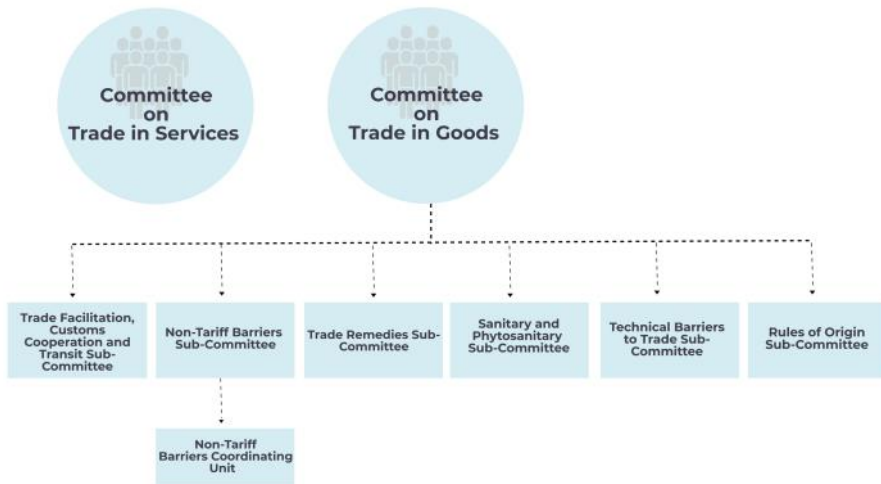 Committee
on
Trade in Services
Committee
on
Trade in Goods
Trade Facilitation,
Customs
Cooperation and
Transit Sub-
Committee
Non-Tariff Barriers
Sub-Committee
Trade Remedies Sub-
Committee
Sanitary and
Phytosanitary
Sub-Committee
Technical Barriers
to Trade Sub-
Committee
Rules of Origin
Sub-Committee
Non-Tariff
Barriers Coordinating
Unit